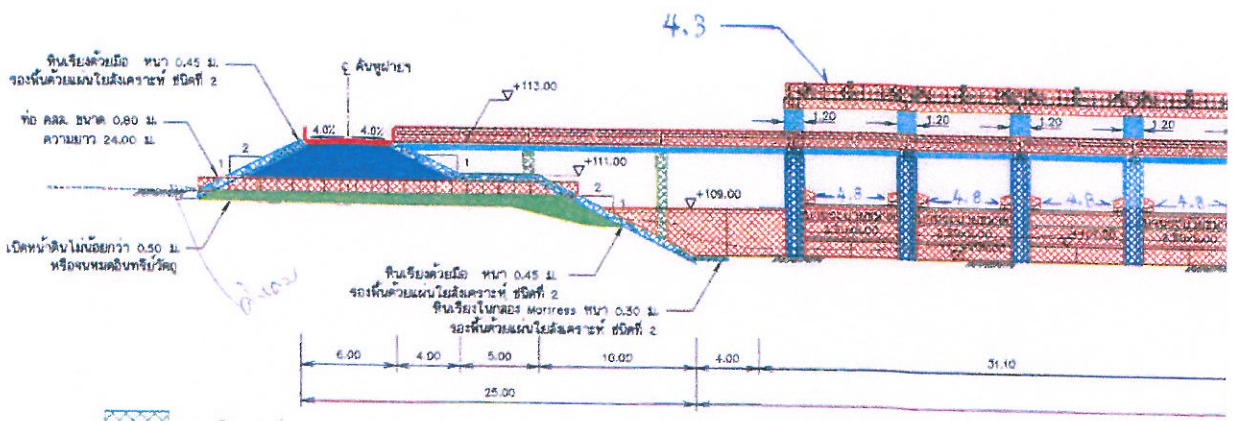 4.3
หินเรียงด้วยมือ หนา 0.45 ม.
รองพื้นด้วยแผ่นใยสังเคราะห์ ชนิดที่ 2
℄ คันพูฝายฯ
+113.00
ท่อ คสล. ขนาด 0.80 ม.
ความยาว 24.00 ม.
4.0% 4.0%
1.20 1.20 1.20 1.20
2
1
1
+111.00
2
1
+109.00
4.8 4.8 4.8 4.8
เปิดหน้าดินไม่น้อยกว่า 0.50 ม.
หรือจนหมดอินทรีย์วัตถุ
หินเรียงด้วยมือ หนา 0.45 ม.
รองพื้นด้วยแผ่นใยสังเคราะห์ ชนิดที่ 2
หินเรียงในกล่อง Mattress หนา 0.30 ม.
รองพื้นด้วยแผ่นใยสังเคราะห์ ชนิดที่ 2
6.00 4.00 5.00 10.00 4.00 31.10
25.00